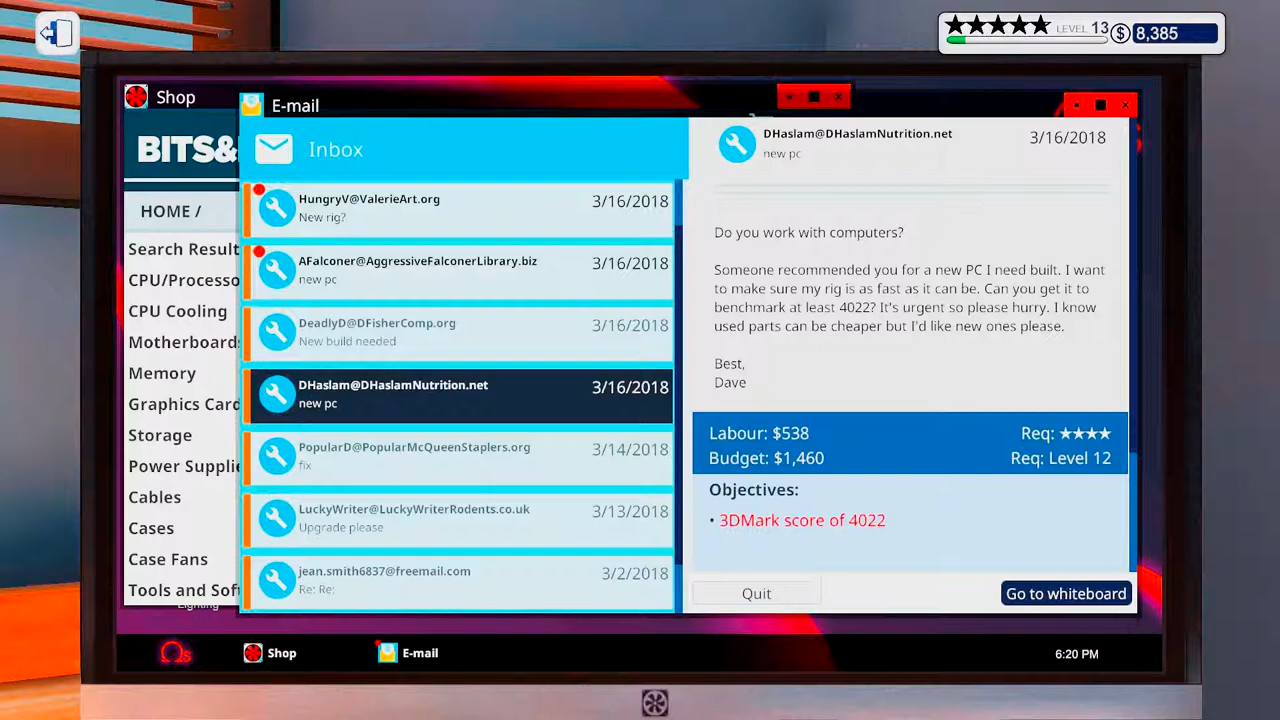 LEVEL 13
$ 8,385
Shop
E-mail
BITS&
HOME /
Search Result
CPU/Processo
CPU Cooling
Motherboard
Memory
Graphics Card
Storage
Power Supplie
Cables
Cases
Case Fans
Tools and Sof
Lighting
Inbox
HungryV@ValerieArt.org
3/16/2018
New rig?
AFalconer@AggressiveFalconerLibrary.biz
3/16/2018
new pc
DeadlyD@DFisherComp.org
3/16/2018
New build needed
DHaslam@DHaslamNutrition.net
3/16/2018
new pc
PopularD@PopularMcQueenStaplers.org
3/14/2018
fix
LuckyWriter@LuckyWriterRodents.co.uk
3/13/2018
Upgrade please
jean.smith6837@freemail.com
3/2/2018
Re: Re:
DHaslam@DHaslamNutrition.net
3/16/2018
new pc
Do you work with computers?
Someone recommended you for a new PC I need built. I want
to make sure my rig is as fast as it can be. Can you get it to
benchmark at least 4022? It's urgent so please hurry. I know
used parts can be cheaper but I'd like new ones please.
Best,
Dave
Labour: $538
Req: ★★★★
Budget: $1,460
Req: Level 12
Objectives:
• 3DMark score of 4022
Quit
Go to whiteboard
Ωs
Shop
E-mail
6:20 PM